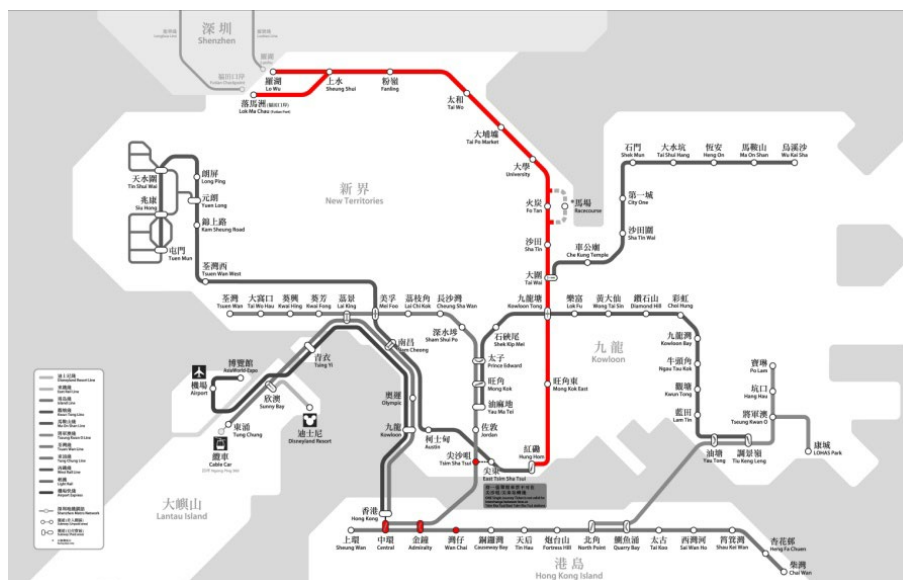 深圳
Shenzhen
羅湖
Lo Wu
上水
Sheung Shui
粉嶺
Fanling
落馬洲
Lok Ma Chau
太和
Tai Wo
大埔墟
Tai Po Market
大學
University
火炭
Fo Tan
馬場
Racecourse
沙田
Sha Tin
大圍
Tai Wai
石門
Shek Mun
大水坑
Tai Shui Hang
恆安
Heng On
馬鞍山
Ma On Shan
烏溪沙
Wu Kai Sha
第一城
City One
沙田圍
Sha Tin Wai
車公廟
Che Kung Temple
朗屏
Long Ping
天水圍
Tin Shui Wai
元朗
Yuen Long
兆康
Siu Hong
錦上路
Kam Sheung Road
屯門
Tuen Mun
荃灣西
Tsuen Wan West
新界
New Territories
荃灣
Tsuen Wan
大窩口
Tai Wo Hau
葵興
Kwai Hing
葵芳
Kwai Fong
荔景
Lai King
美孚
Mei Foo
荔枝角
Lai Chi Kok
長沙灣
Cheung Sha Wan
九龍塘
Kowloon Tong
樂富
Lok Fu
黃大仙
Wong Tai Sin
鑽石山
Diamond Hill
彩虹
Choi Hung
深水埗
Sham Shui Po
石硤尾
Shek Kip Mei
九龍灣
Kowloon Bay
九龍
Kowloon
南昌
青衣
Tsing Yi
太子
Prince Edward
牛頭角
Ngau Tau Kok
寶琳
Po Lam
博覽館
AsiaWorld-Expo
機場
Airport
欣澳
Sunny Bay
奧運
Olympic
旺角
Mong Kok
旺角東
Mong Kok East
觀塘
Kwun Tong
坑口
Hang Hau
油麻地
Yau Ma Tei
藍田
Lam Tin
將軍澳
Tseung Kwan O
東涌
Tung Chung
迪士尼
Disneyland Resort
九龍
Kowloon
柯士甸
Austin
佐敦
Jordan
康城
LOHAS Park
纜車
Cable Car
尖沙咀
Tsim Sha Tsui
尖東
East Tsim Sha Tsui
紅磡
Hung Hom
油塘
Yau Tong
調景嶺
Tiu Keng Leng
大嶼山
Lantau Island
香港
Hong Kong
上環
Sheung Wan
中環
Central
金鐘
Admiralty
灣仔
Wan Chai
銅鑼灣
Causeway Bay
天后
Tin Hau
炮台山
Fortress Hill
北角
North Point
鰂魚涌
Quarry Bay
太古
Tai Koo
西灣河
Sai Wan Ho
筲箕灣
Shau Kei Wan
杏花邨
Heng Fa Chuen
柴灣
Chai Wan
港島
Hong Kong Island